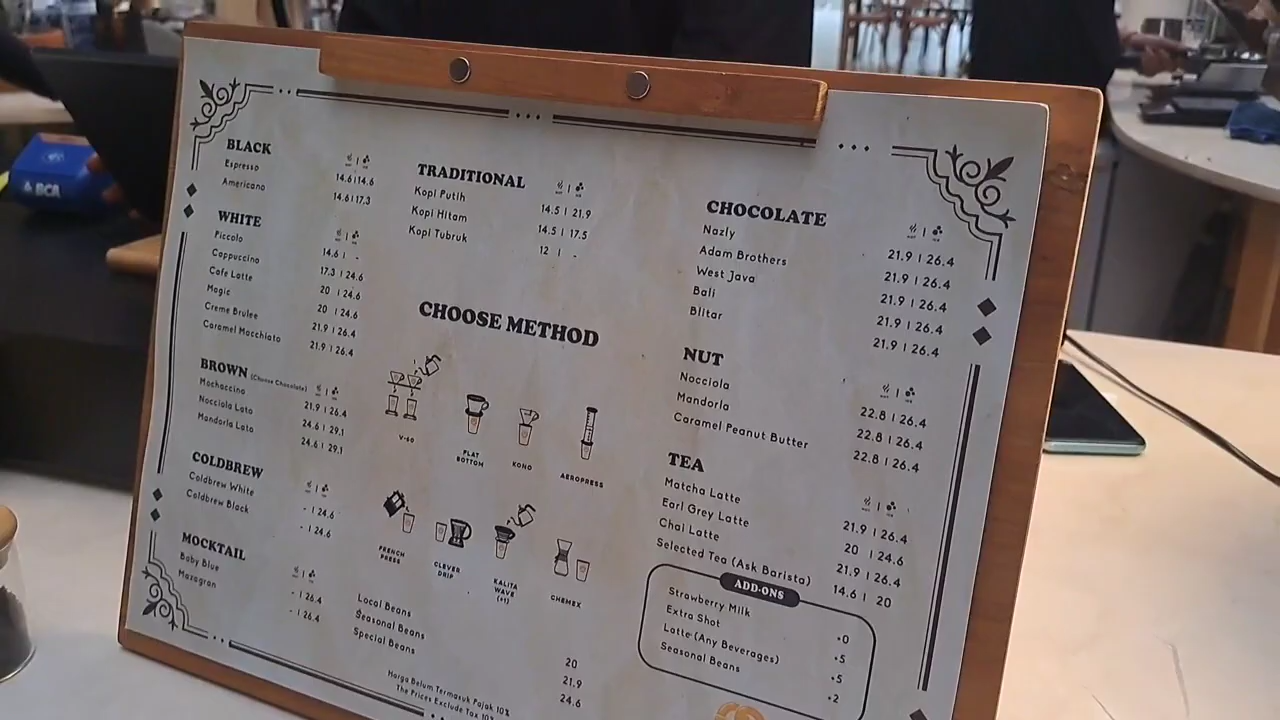 BCA
BLACK
Espresso 14.6 | 14.6
Americano 14.6 | 17.3
WHITE
Piccolo 14.6 | -
Cappuccino 17.3 | 24.6
Cafe Latte 20 | 24.6
Magic 20 | 24.6
Creme Brulee 21.9 | 26.4
Caramel Macchiato 21.9 | 26.4
BROWN (Choose Chocolate)
Mochaccino 21.9 | 26.4
Nocciola Lato 24.6 | 29.1
Mandorla Lato 24.6 | 29.1
COLDBREW
Coldbrew White - | 24.6
Coldbrew Black - | 24.6
MOCKTAIL
Baby Blue - | 26.4
Mazagran - | 26.4
TRADITIONAL
Kopi Putih 14.5 | 21.9
Kopi Hitam 14.5 | 17.5
Kopi Tubruk 12 | -
CHOOSE METHOD
V-60
FLAT BOTTOM
KONO
AEROPRESS
FRENCH PRESS
CLEVER DRIP
KALITA WAVE (+1)
CHEMEX
Local Beans 20
Seasonal Beans 21.9
Special Beans 24.6
Harga Belum Termasuk Pajak 10%
The Prices Exclude Tax 10%
CHOCOLATE
Nazly 21.9 | 26.4
Adam Brothers 21.9 | 26.4
West Java 21.9 | 26.4
Bali 21.9 | 26.4
Blitar 21.9 | 26.4
NUT
Nocciola 22.8 | 26.4
Mandorla 22.8 | 26.4
Caramel Peanut Butter 22.8 | 26.4
TEA
Matcha Latte 21.9 | 26.4
Earl Grey Latte 20 | 24.6
Chai Latte 21.9 | 26.4
Selected Tea (Ask Barista) 14.6 | 20
ADD-ONS
Strawberry Milk +0
Extra Shot +5
Latte (Any Beverages) +5
Seasonal Beans +2